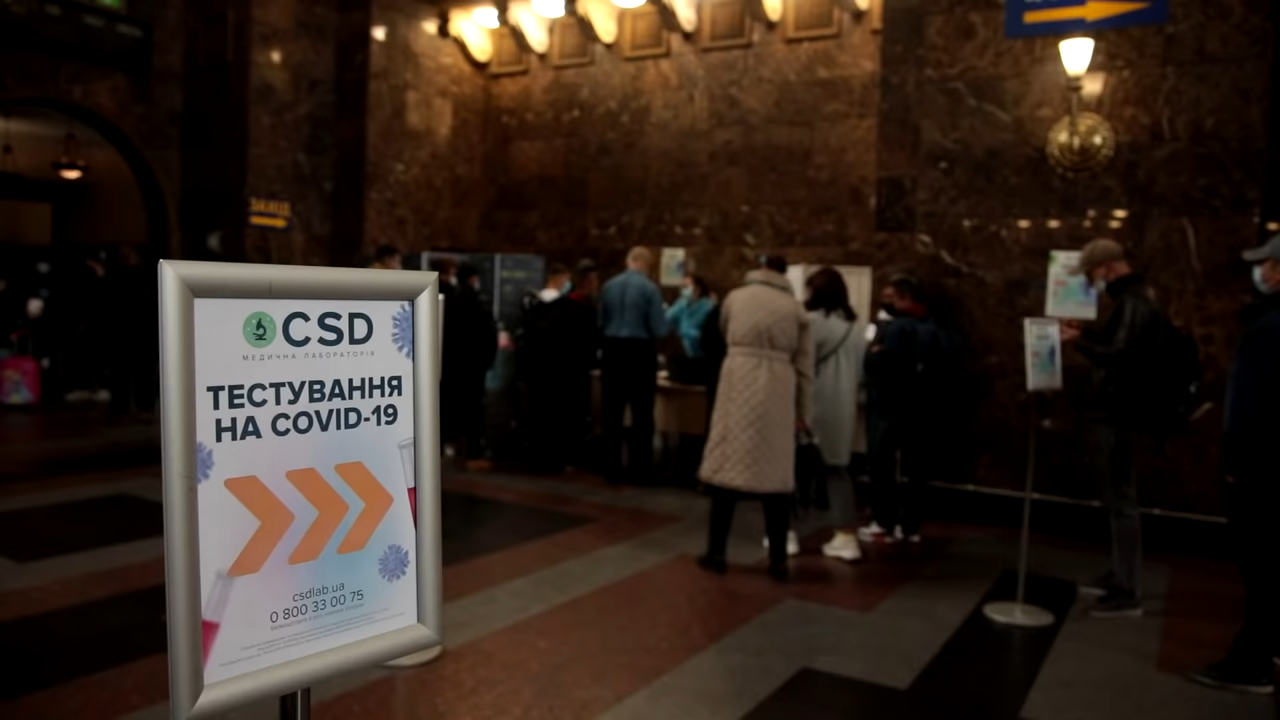 CSD
МЕДИЧНА ЛАБОРАТОРІЯ
ТЕСТУВАННЯ
НА COVID-19
csdlab.ua
0 800 33 00 75